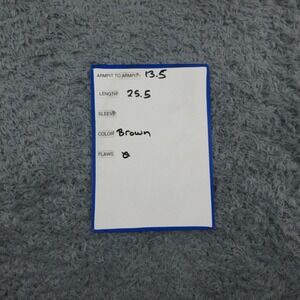 ARMPIT TO ARMPIT: 13.5
LENGTH: 25.5
SLEEVE:
COLOR: Brown
FLAWS: Ø